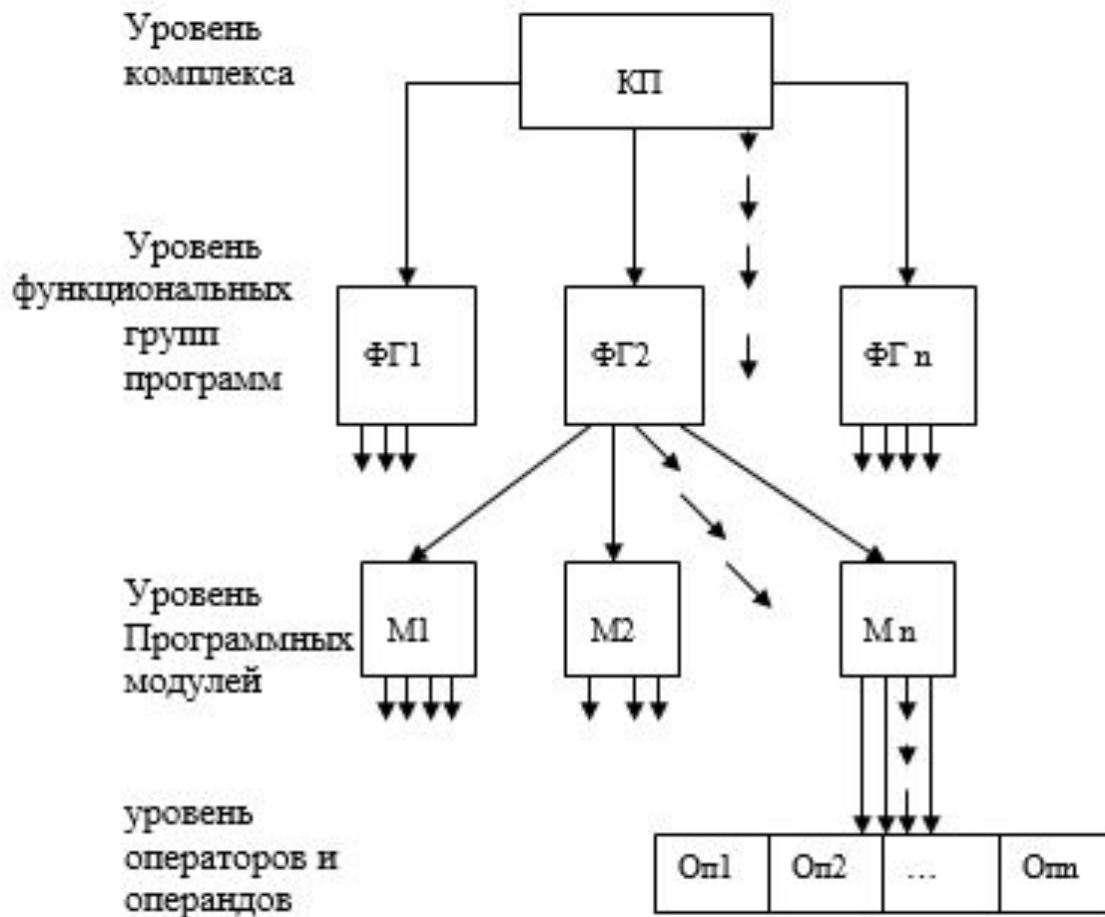 Уровень
комплекса
КП
Уровень
функциональных
групп
программ
ФГ1
ФГ2
ФГ n
Уровень
Программных
модулей
М1
М2
М n
уровень
операторов и
операндов
Оп1
Оп2
...
Опn